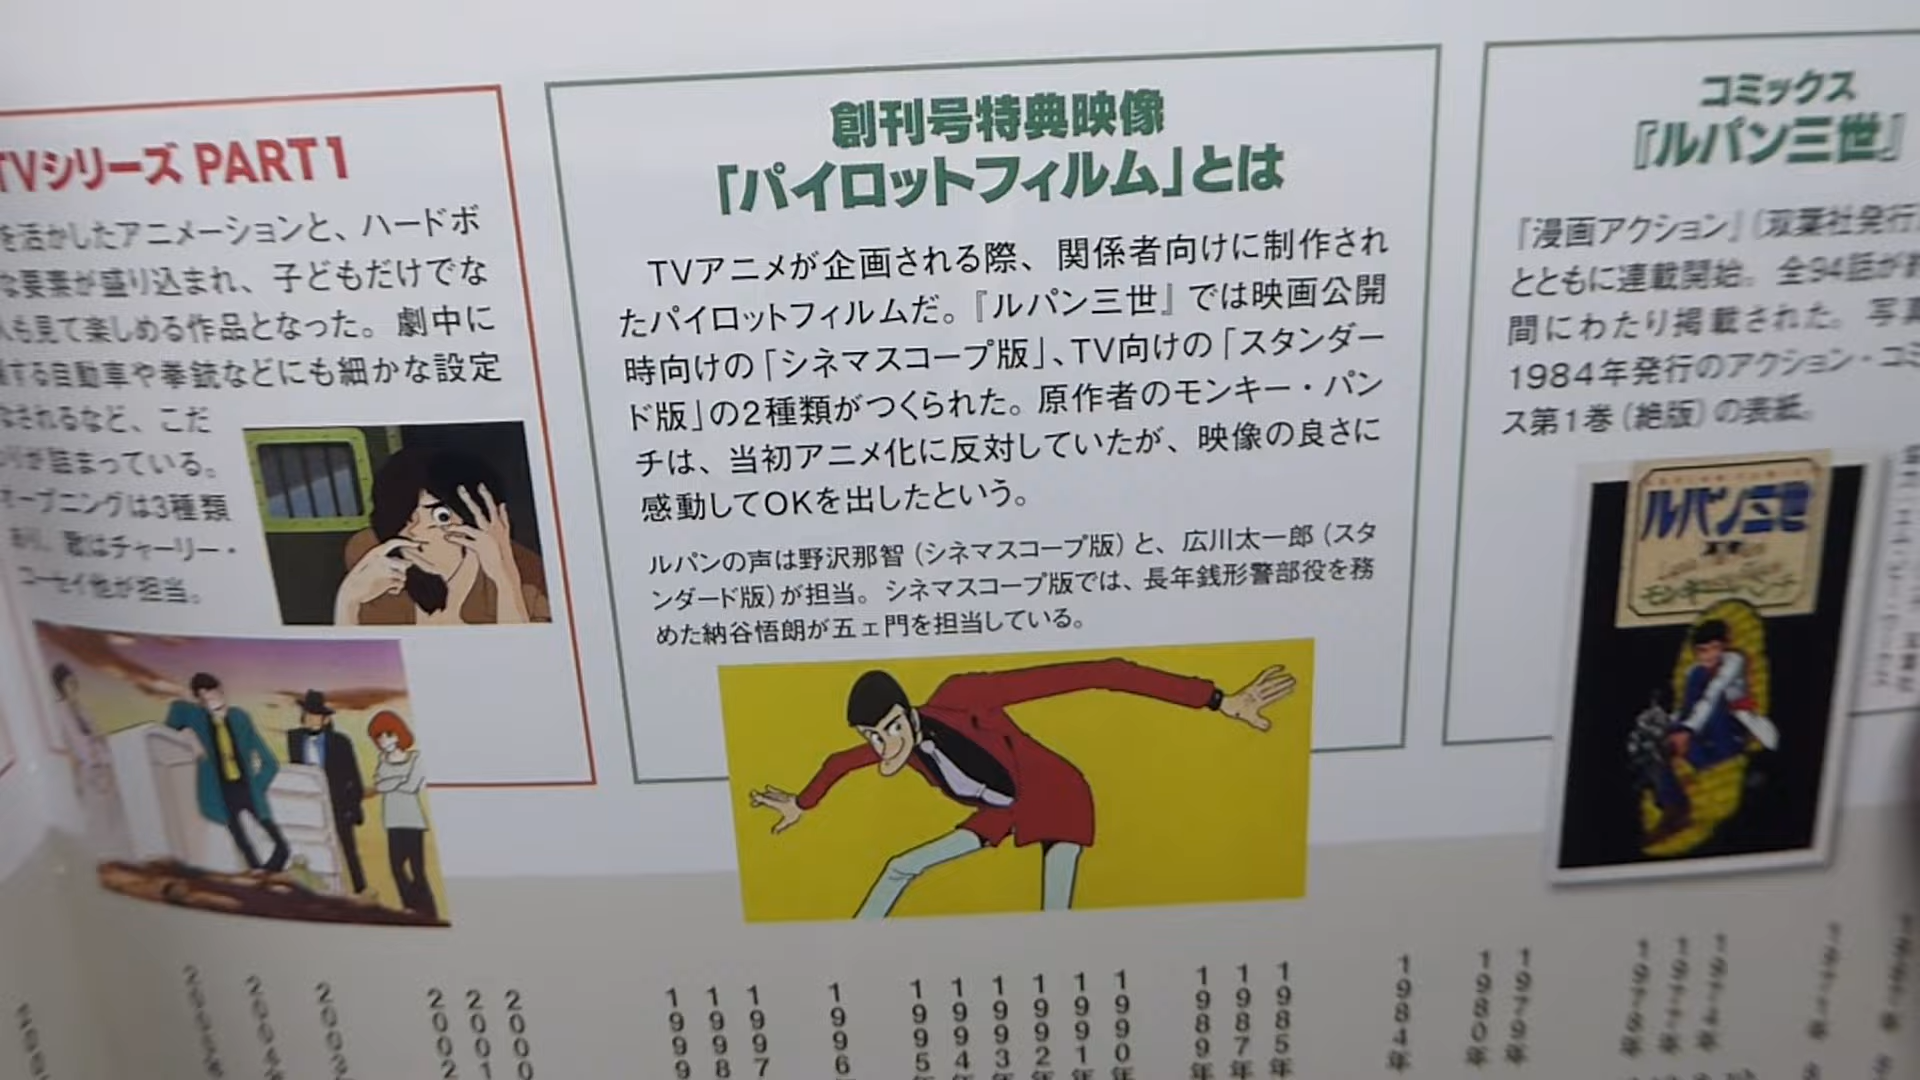 TVシリーズ PART1
を活かしたアニメーションと、ハードボ
な要素が盛り込まれ、子どもだけでな
も見て楽しめる作品となった。劇中に
する自動車や拳銃などにも細かな設定
なされるなど、こだ
りが詰まっている。
オープニングは3種類
あり、歌はチャーリー・
コーセイ他が担当。
創刊号特典映像
「パイロットフィルム」とは
TVアニメが企画される際、関係者向けに制作され
たパイロットフィルムだ。『ルパン三世』では映画公開
時向けの「シネマスコープ版」、TV向けの「スタンダー
ド版」の2種類がつくられた。原作者のモンキー・パン
チは、当初アニメ化に反対していたが、映像の良さに
感動してOKを出したという。
ルパンの声は野沢那智（シネマスコープ版）と、広川太一郎（スタ
ンダード版）が担当。シネマスコープ版では、長年銭形警部役を務
めた納谷悟朗が五ェ門を担当している。
コミックス
『ルパン三世』
『漫画アクション』（双葉社発行
とともに連載開始。全94話が
間にわたり掲載された。写真
1984年発行のアクション・コミ
ス第1巻（絶版）の表紙。
ルパン三世
2002
2001
2000
1999
1998
1997
1996
1995年
1994年
1993年
1992年
1991年
1990年
1989年
1987年
1985年
1984年
1980年
1979年